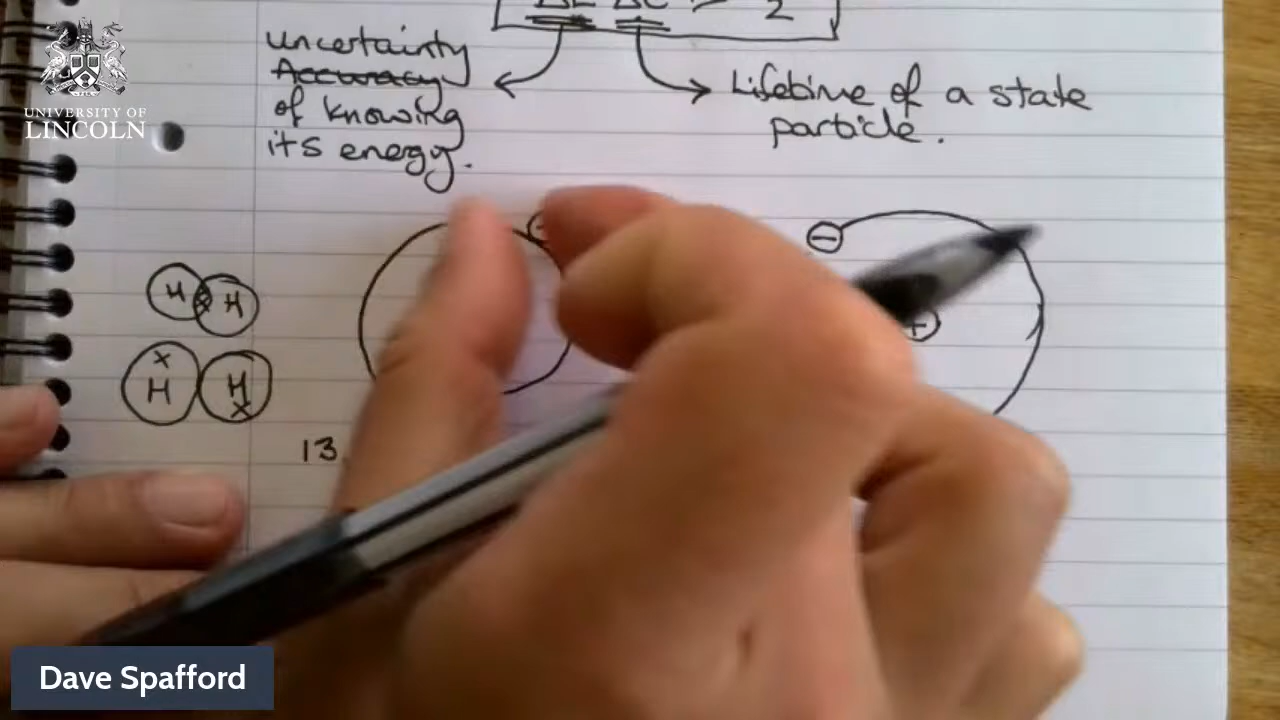 2
uncertainty
Accuracy
of knowing
its energy.
Lifetime of a state
particle.
H H
H H
13
UNIVERSITY OF
LINCOLN
Dave Spafford